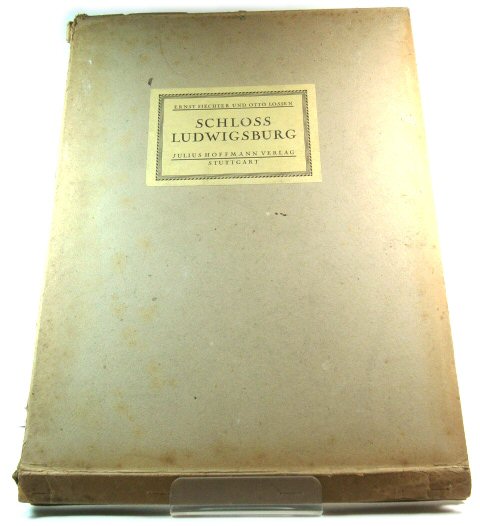 ERNST FIECHTER UND OTTO LOSSEN
SCHLOSS
LUDWIGSBURG
JULIUS HOFFMANN VERLAG
STUTTGART